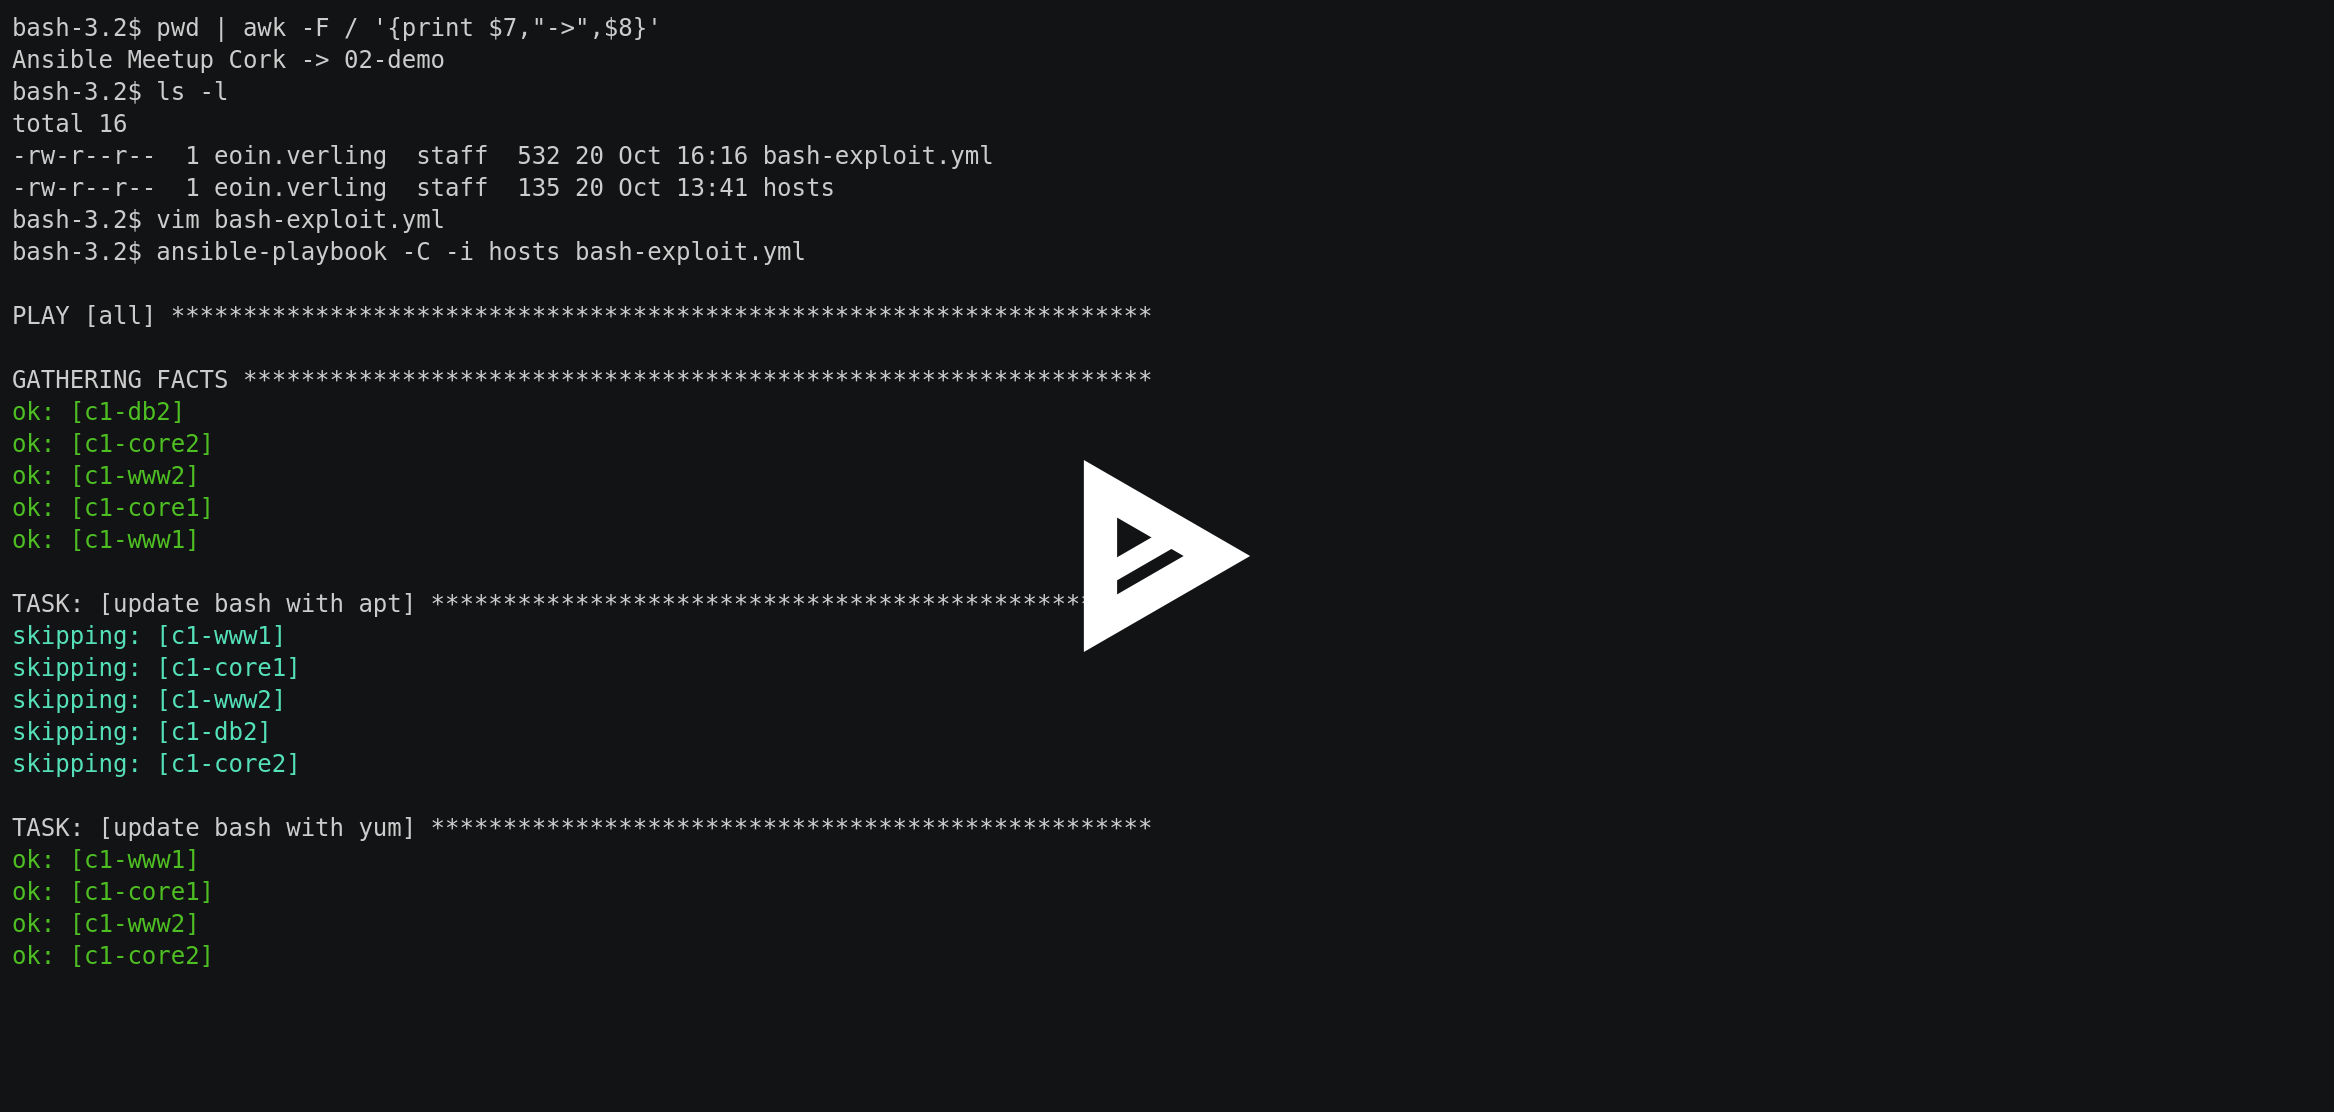 bash-3.2$ pwd | awk -F / '{print $7,"->",$8}'
Ansible Meetup Cork -> 02-demo
bash-3.2$ ls -l
total 16
-rw-r--r--  1 eoin.verling  staff  532 20 Oct 16:16 bash-exploit.yml
-rw-r--r--  1 eoin.verling  staff  135 20 Oct 13:41 hosts
bash-3.2$ vim bash-exploit.yml
bash-3.2$ ansible-playbook -C -i hosts bash-exploit.yml
PLAY [all] ********************************************************************
GATHERING FACTS ***************************************************************
ok: [c1-db2]
ok: [c1-core2]
ok: [c1-www2]
ok: [c1-core1]
ok: [c1-www1]
TASK: [update bash with apt] **********************************************
skipping: [c1-www1]
skipping: [c1-core1]
skipping: [c1-www2]
skipping: [c1-db2]
skipping: [c1-core2]
TASK: [update bash with yum] **************************************************
ok: [c1-www1]
ok: [c1-core1]
ok: [c1-www2]
ok: [c1-core2]